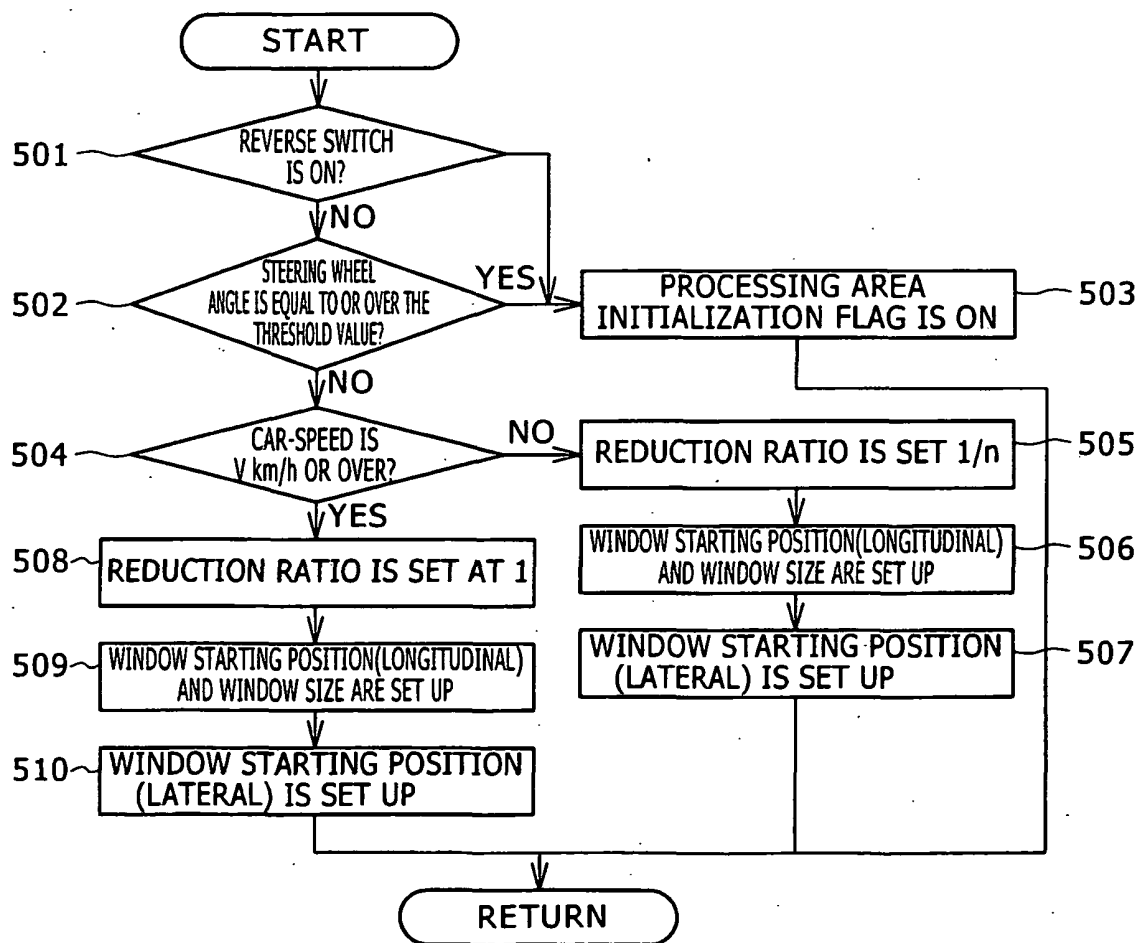 START
501
REVERSE SWITCH
IS ON?
NO
502
STEERING WHEEL
ANGLE IS EQUAL TO OR OVER THE
THRESHOLD VALUE?
YES
PROCESSING AREA
INITIALIZATION FLAG IS ON
503
NO
504
CAR-SPEED IS
V km/h OR OVER?
NO
REDUCTION RATIO IS SET 1/n
505
YES
WINDOW STARTING POSITION(LONGITUDINAL)
AND WINDOW SIZE ARE SET UP
506
508
REDUCTION RATIO IS SET AT 1
WINDOW STARTING POSITION
(LATERAL) IS SET UP
507
509
WINDOW STARTING POSITION(LONGITUDINAL)
AND WINDOW SIZE ARE SET UP
510
WINDOW STARTING POSITION
(LATERAL) IS SET UP
RETURN